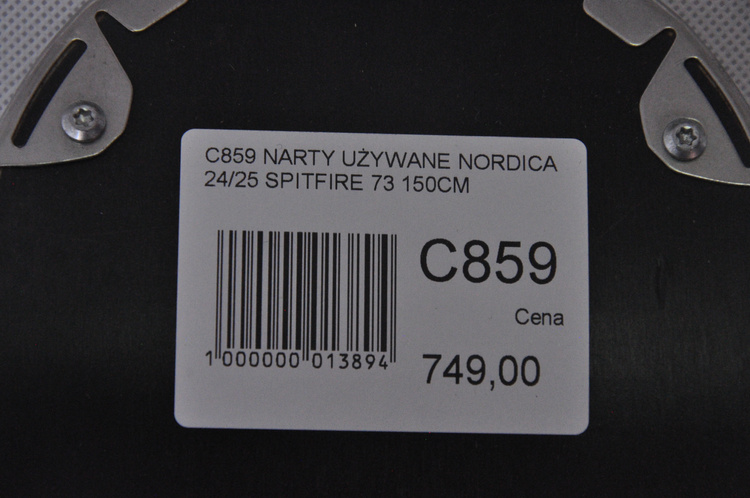 C859 NARTY UŻYWANE NORDICA
24/25 SPITFIRE 73 150CM
C859
Cena
1 000000 013894
749,00